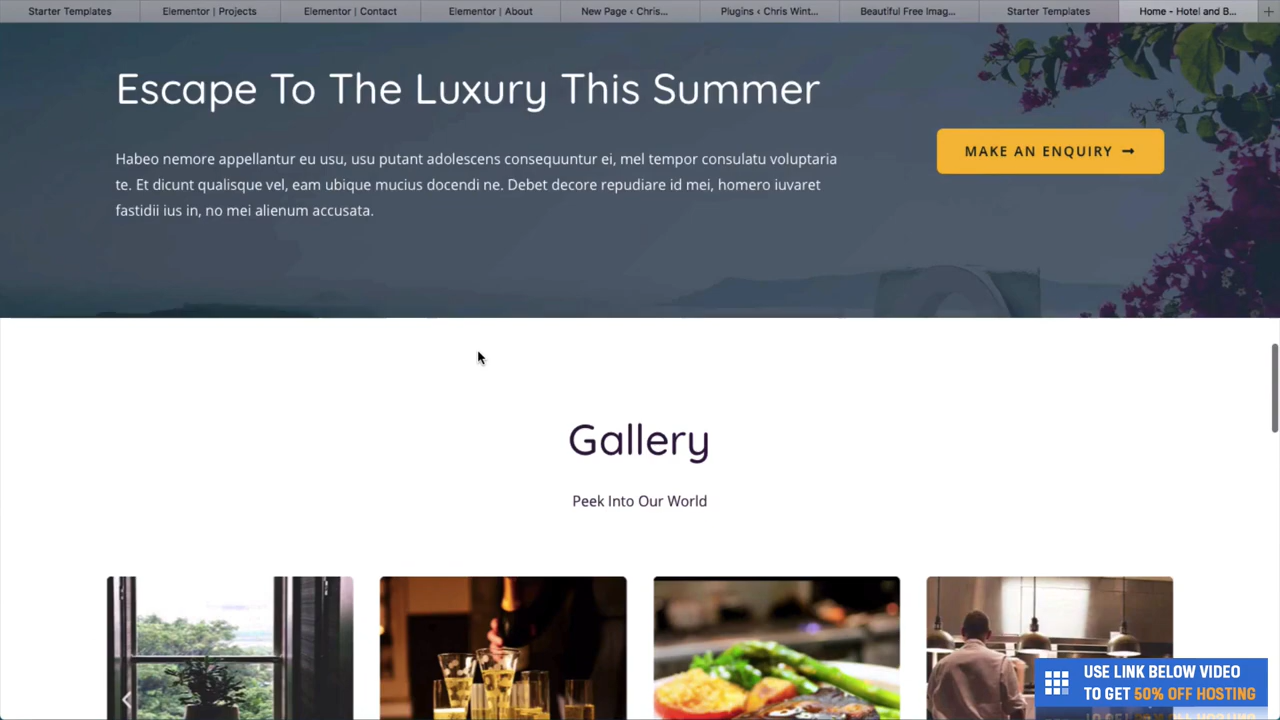 Starter Templates
Elementor | Projects
Elementor | Contact
Elementor | About
New Page ‹ Chris...
Plugins ‹ Chris Wint...
Beautiful Free Imag...
Starter Templates
Home - Hotel and B...
Escape To The Luxury This Summer
Habeo nemore appellantur eu usu, usu putant adolescens consequuntur ei, mel tempor consulatu voluptaria
te. Et dicunt qualisque vel, eam ubique mucius docendi ne. Debet decore repudiare id mei, homero iuvaret
fastidii ius in, no mei alienum accusata.
MAKE AN ENQUIRY
Gallery
Peek Into Our World
USE LINK BELOW VIDEO
TO GET 50% OFF HOSTING